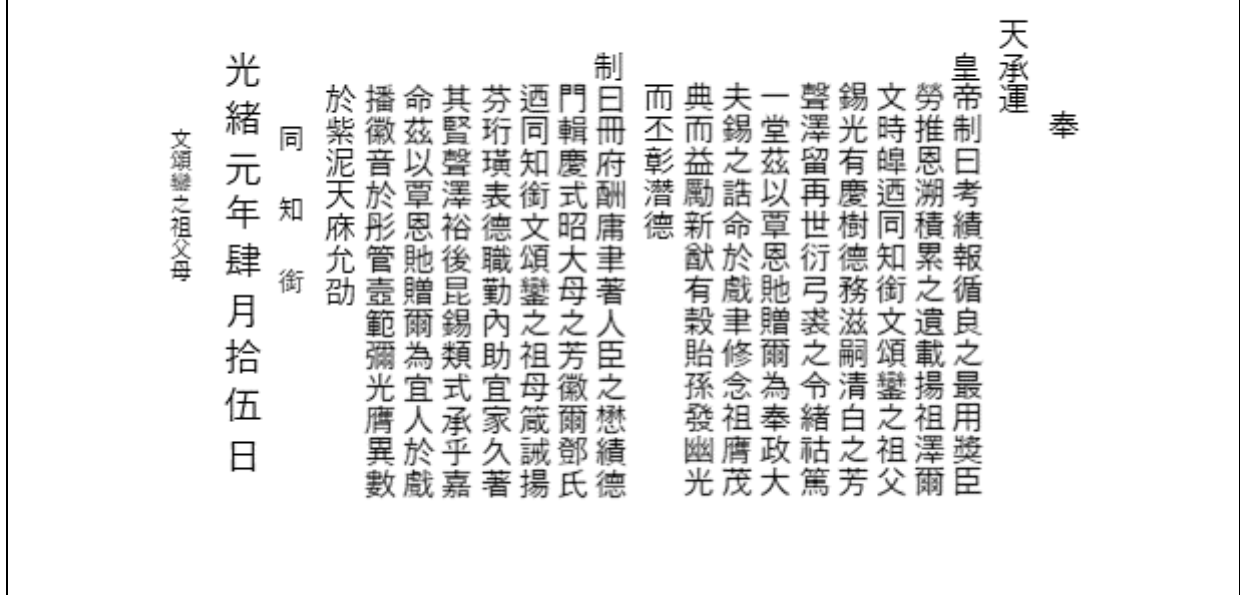 奉
天承運
皇帝制曰考績報循良之最用獎臣
勞推恩溯積累之遺載揚祖澤爾
文時皞迺同知銜文頌鑾之祖父
錫光有慶樹德務滋嗣清白之芳
聲澤留再世衍弓裘之令緒祜篤
一堂茲以覃恩貤贈爾為奉政大
夫錫之誥命於戲聿修念祖膺茂
典而益勵新猷有穀貽孫發幽光
而丕彰潛德
制曰冊府酬庸聿著人臣之懋績德
門輯慶式昭大母之芳徽爾鄧氏
迺同知銜文頌鑾之祖母箴誡揚
芬珩璜表德職勤內助宜家久著
其賢聲澤裕後昆錫類式承乎嘉
命茲以覃恩貤贈爾為宜人於戲
播徽音於彤管壼範彌光膺異數
於紫泥天庥允劭
同知銜
光緒元年肆月拾伍日
文頌鑾之祖父母